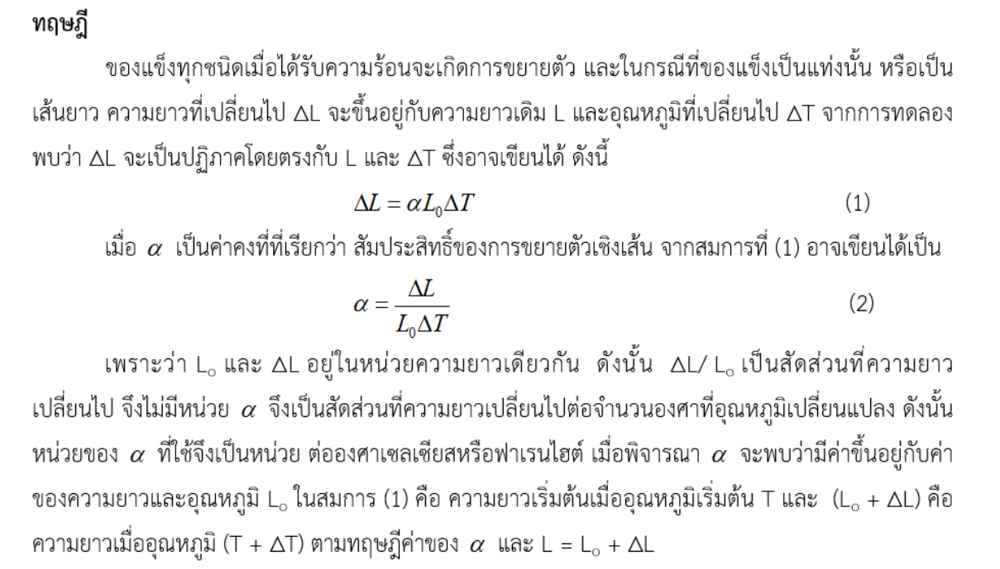 ทฤษฎี
ของแข็งทุกชนิดเมื่อได้รับความร้อนจะเกิดการขยายตัว และในกรณีที่ของแข็งเป็นแท่งนั้น หรือเป็น
เส้นยาว ความยาวที่เปลี่ยนไป ΔL จะขึ้นอยู่กับความยาวเดิม L และอุณหภูมิที่เปลี่ยนไป ΔT จากการทดลอง
พบว่า ΔL จะเป็นปฏิภาคโดยตรงกับ L และ ΔT ซึ่งอาจเขียนได้ ดังนี้
ΔL = αL₀ΔT (1)
เมื่อ α เป็นค่าคงที่ที่เรียกว่า สัมประสิทธิ์ของการขยายตัวเชิงเส้น จากสมการที่ (1) อาจเขียนได้เป็น
α = ΔL / L₀ΔT (2)
เพราะว่า L₀ และ ΔL อยู่ในหน่วยความยาวเดียวกัน ดังนั้น ΔL/ L₀ เป็นสัดส่วนที่ความยาว
เปลี่ยนไป จึงไม่มีหน่วย α จึงเป็นสัดส่วนที่ความยาวเปลี่ยนไปต่อจำนวนองศาที่อุณหภูมิเปลี่ยนแปลง ดังนั้น
หน่วยของ α ที่ใช้จึงเป็นหน่วย ต่อองศาเซลเซียสหรือฟาเรนไฮต์ เมื่อพิจารณา α จะพบว่ามีค่าขึ้นอยู่กับค่า
ของความยาวและอุณหภูมิ L₀ ในสมการ (1) คือ ความยาวเริ่มต้นเมื่ออุณหภูมิเริ่มต้น T และ (L₀ + ΔL) คือ
ความยาวเมื่ออุณหภูมิ (T + ΔT) ตามทฤษฎีค่าของ α และ L = L₀ + ΔL